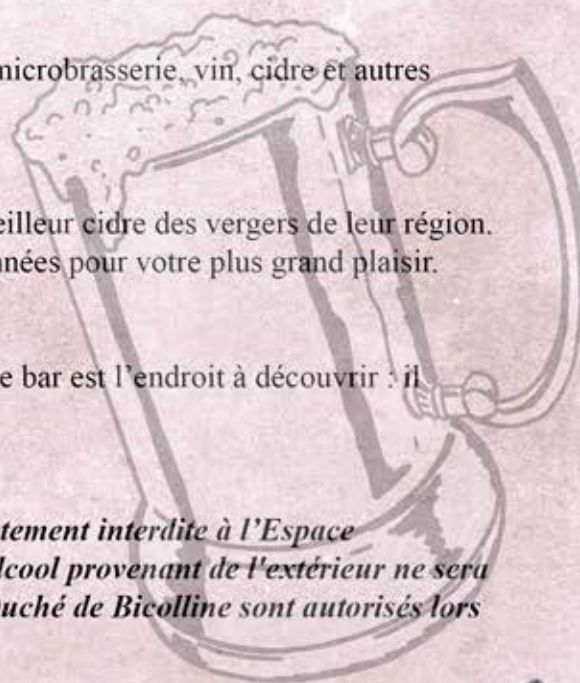 microbrasserie, vin, cidre et autres
eilleur cidre des vergers de leur région.
nnées pour votre plus grand plaisir.
e bar est l’endroit à découvrir : il
tement interdite à l’Espace
lcool provenant de l'extérieur ne sera
uché de Bicolline sont autorisés lors